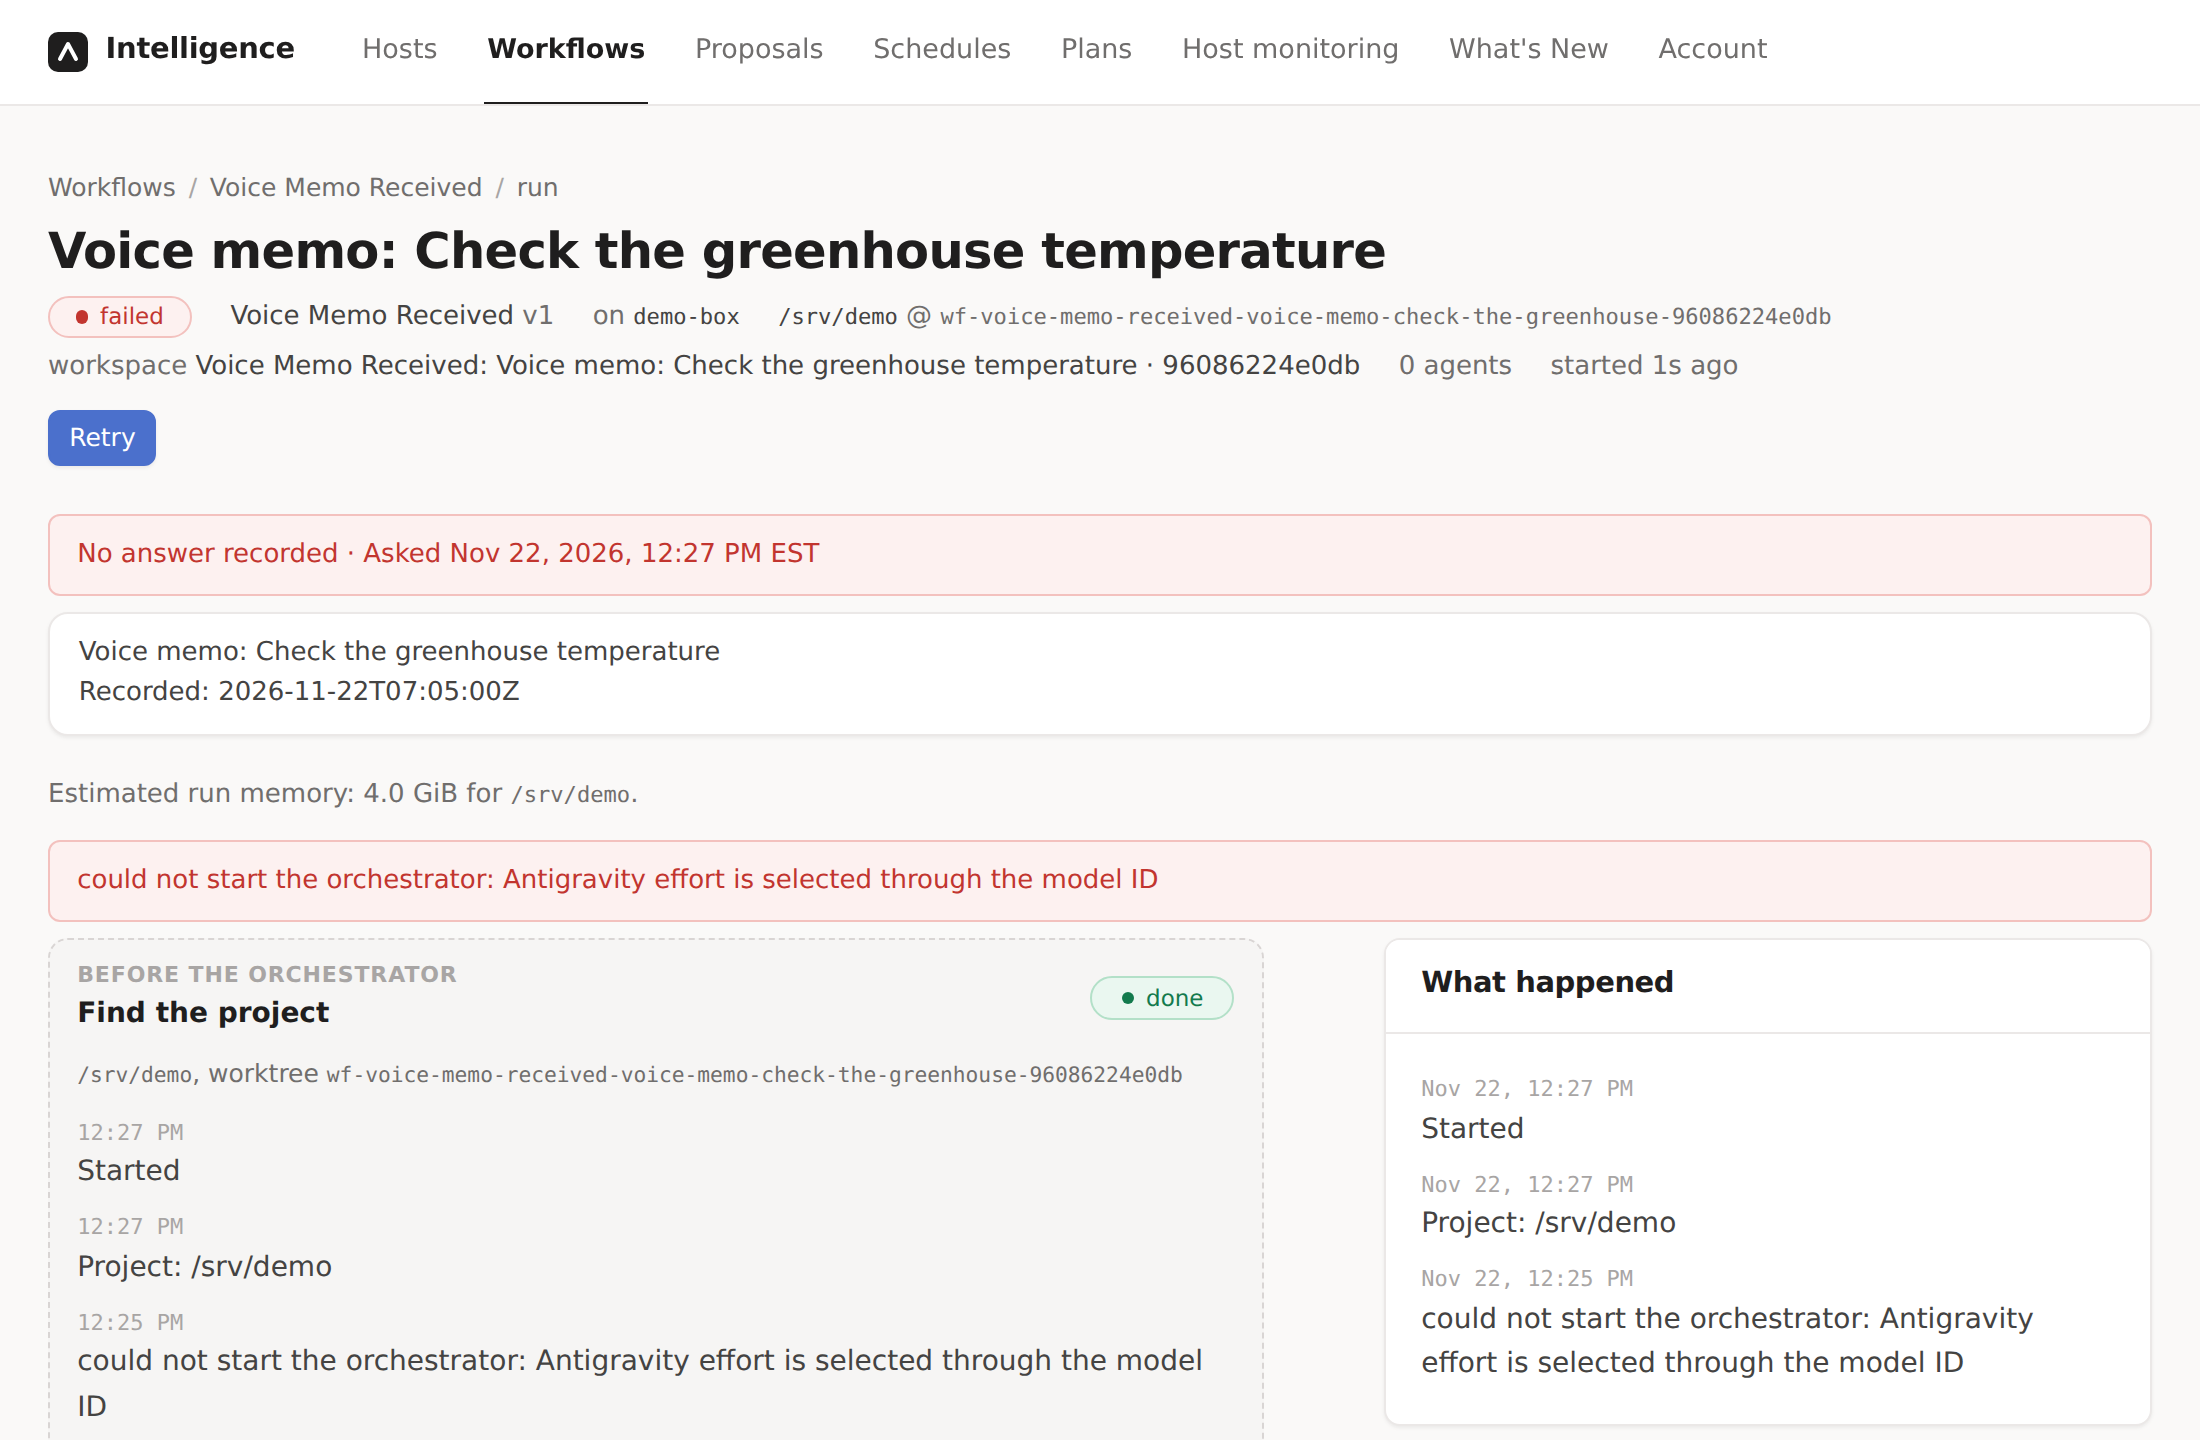 Intelligence Hosts Workflows Proposals Schedules Plans Host monitoring What's New Account
Workflows / Voice Memo Received / run
Voice memo: Check the greenhouse temperature
failed Voice Memo Received v1 on demo-box /srv/demo @ wf-voice-memo-received-voice-memo-check-the-greenhouse-96086224e0db
workspace Voice Memo Received: Voice memo: Check the greenhouse temperature · 96086224e0db 0 agents started 1s ago
Retry
No answer recorded · Asked Nov 22, 2026, 12:27 PM EST
Voice memo: Check the greenhouse temperature
Recorded: 2026-11-22T07:05:00Z
Estimated run memory: 4.0 GiB for /srv/demo.
could not start the orchestrator: Antigravity effort is selected through the model ID
BEFORE THE ORCHESTRATOR
Find the project
done
/srv/demo, worktree wf-voice-memo-received-voice-memo-check-the-greenhouse-96086224e0db
12:27 PM
Started
12:27 PM
Project: /srv/demo
12:25 PM
could not start the orchestrator: Antigravity effort is selected through the model
ID
What happened
Nov 22, 12:27 PM
Started
Nov 22, 12:27 PM
Project: /srv/demo
Nov 22, 12:25 PM
could not start the orchestrator: Antigravity
effort is selected through the model ID